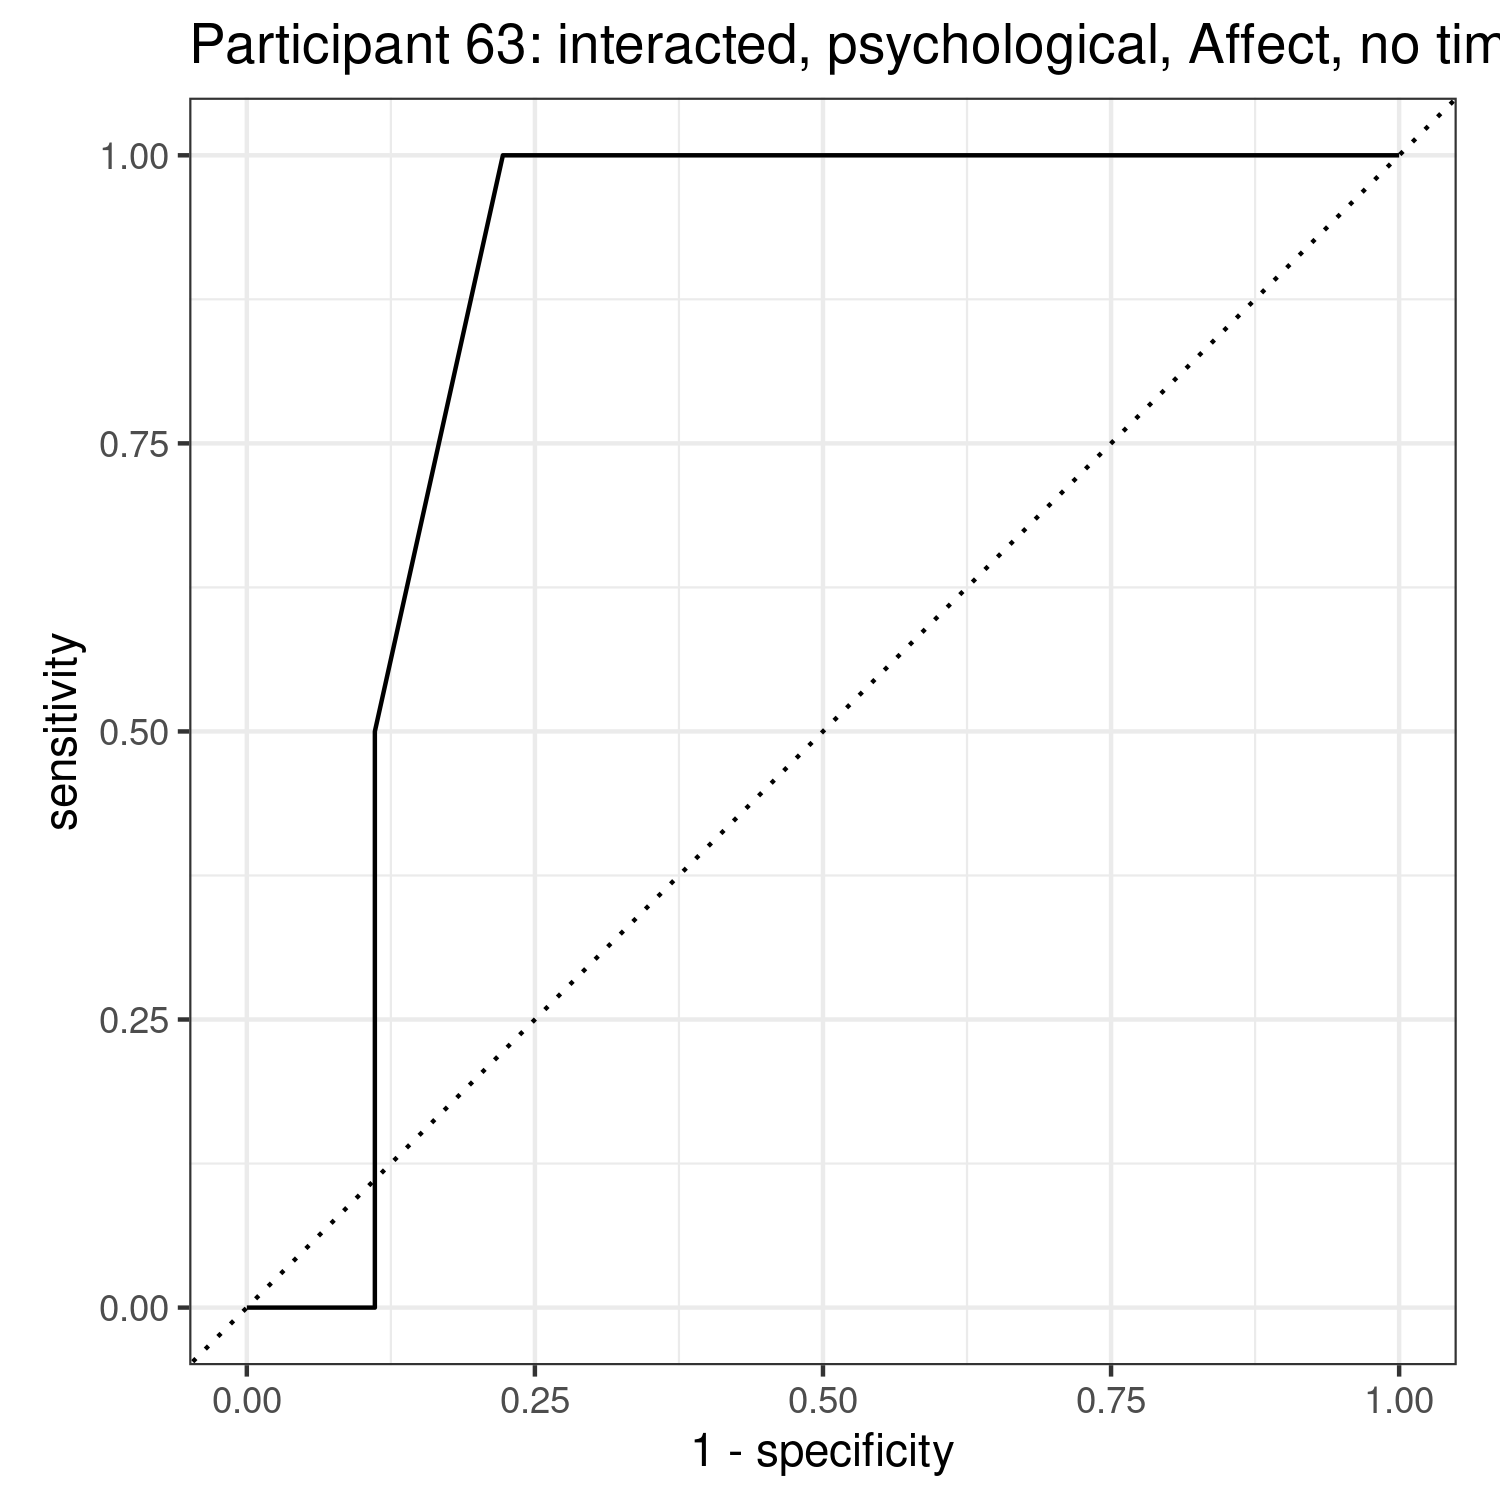 Participant 63: interacted, psychological, Affect, no tim
1.00
0.75
0.50
0.25
0.00
sensitivity
0.00 0.25 0.50 0.75 1.00
1 - specificity